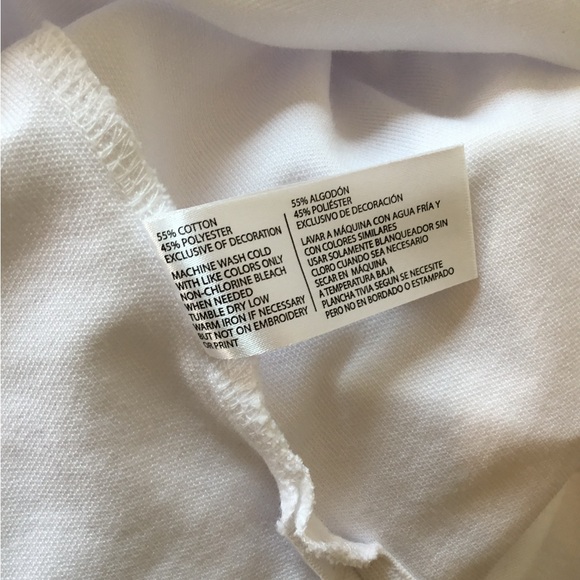 55% COTTON
45% POLYESTER
EXCLUSIVE OF DECORATION
MACHINE WASH COLD
WITH LIKE COLORS ONLY
NON-CHLORINE BLEACH
WHEN NEEDED
TUMBLE DRY LOW
WARM IRON IF NECESSARY
BUT NOT ON EMBROIDERY
OR PRINT
55% ALGODÓN
45% POLIÉSTER
EXCLUSIVO DE DECORACIÓN
LAVAR A MÁQUINA CON AGUA FRÍA Y
CON COLORES SIMILARES
USAR SOLAMENTE BLANQUEADOR SIN
CLORO CUANDO SEA NECESARIO
SECAR EN MÁQUINA
A TEMPERATURA BAJA
PLANCHA TIVIA SEGÚN SE NECESITE
PERO NO EN BORDADO O ESTAMPADO